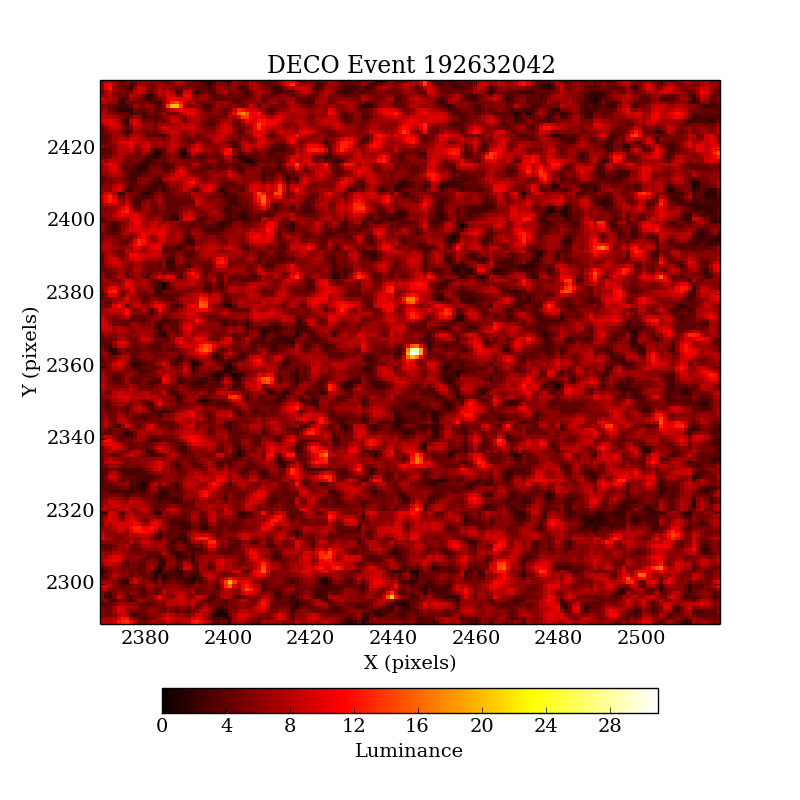 DECO Event 192632042
Y (pixels)
2420
2400
2380
2360
2340
2320
2300
2380 2400 2420 2440 2460 2480 2500
X (pixels)
0 4 8 12 16 20 24 28
Luminance